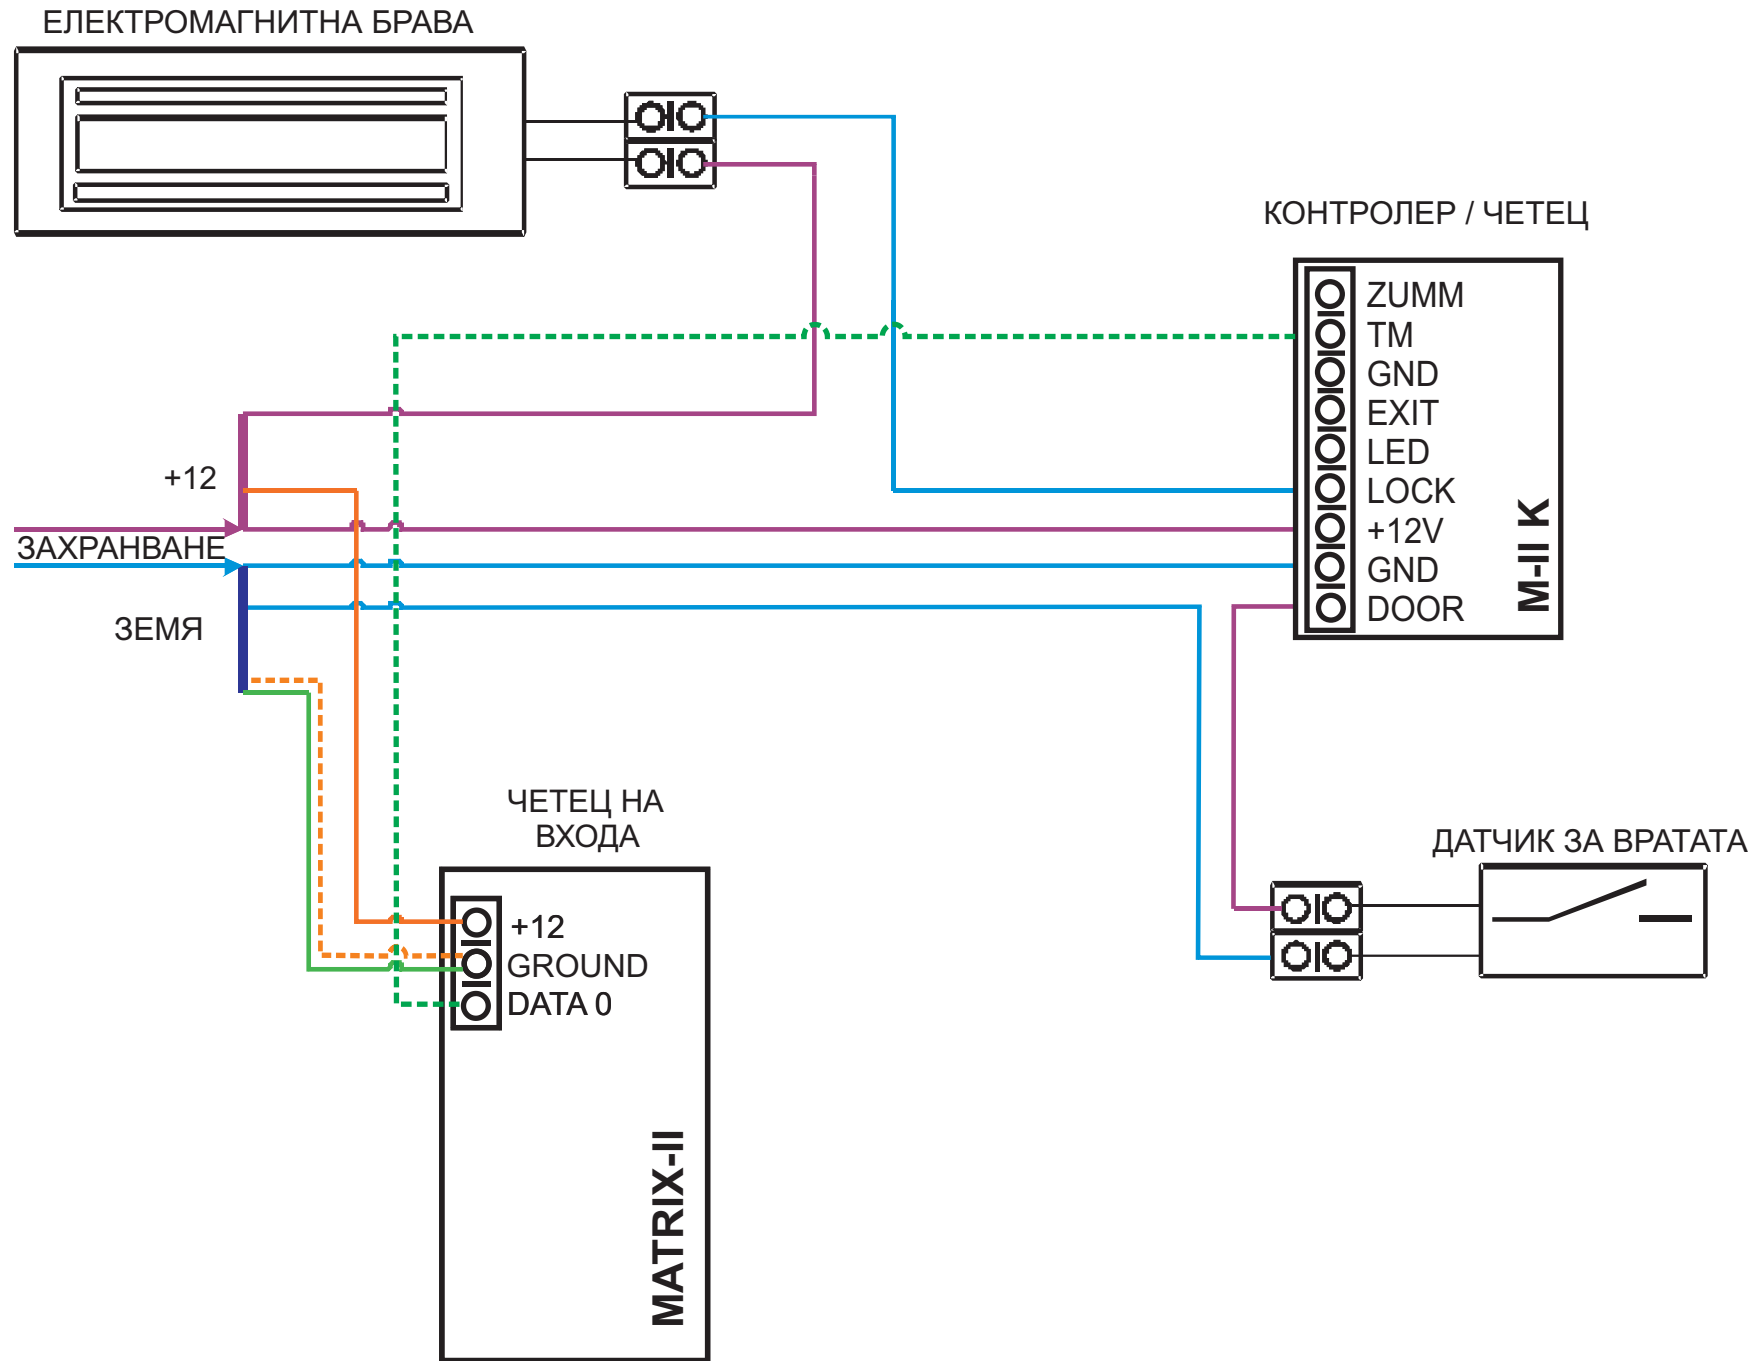 ЕЛЕКТРОМАГНИТНА БРАВА
КОНТРОЛЕР / ЧЕТЕЦ
ZUMM
TM
GND
EXIT
LED
LOCK
+12V
GND
DOOR
M-II K
+12
ЗАХРАНВАНЕ
ЗЕМЯ
ЧЕТЕЦ НА
ВХОДА
+12
GROUND
DATA 0
MATRIX-II
ДАТЧИК ЗА ВРАТАТА